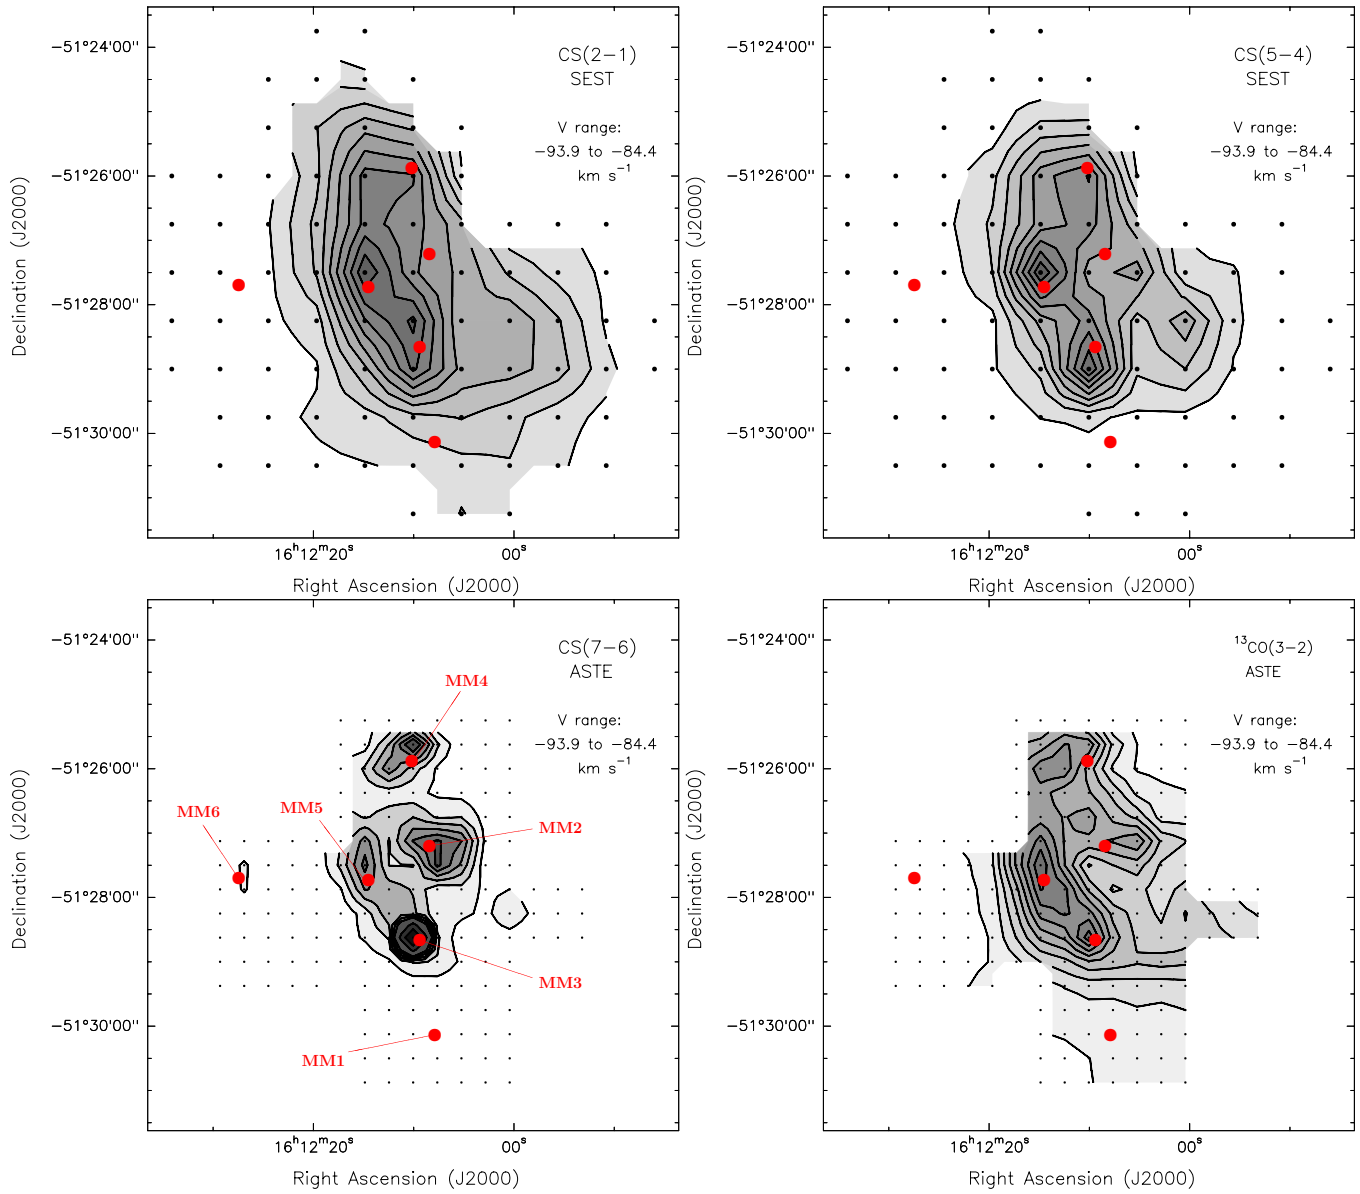 −51°24'00"
−51°26'00"
−51°28'00"
−51°30'00"
Declination (J2000)
CS(2−1)
SEST
V range:
−93.9 to −84.4
km s⁻¹
16ʰ12ᵐ20ˢ
00ˢ
Right Ascension (J2000)
−51°24'00"
−51°26'00"
−51°28'00"
−51°30'00"
Declination (J2000)
CS(5−4)
SEST
V range:
−93.9 to −84.4
km s⁻¹
16ʰ12ᵐ20ˢ
00ˢ
Right Ascension (J2000)
−51°24'00"
−51°26'00"
−51°28'00"
−51°30'00"
Declination (J2000)
CS(7−6)
ASTE
MM4
V range:
−93.9 to −84.4
km s⁻¹
MM6
MM5
MM2
MM3
MM1
16ʰ12ᵐ20ˢ
00ˢ
Right Ascension (J2000)
−51°24'00"
−51°26'00"
−51°28'00"
−51°30'00"
Declination (J2000)
¹³CO(3−2)
ASTE
V range:
−93.9 to −84.4
km s⁻¹
16ʰ12ᵐ20ˢ
00ˢ
Right Ascension (J2000)